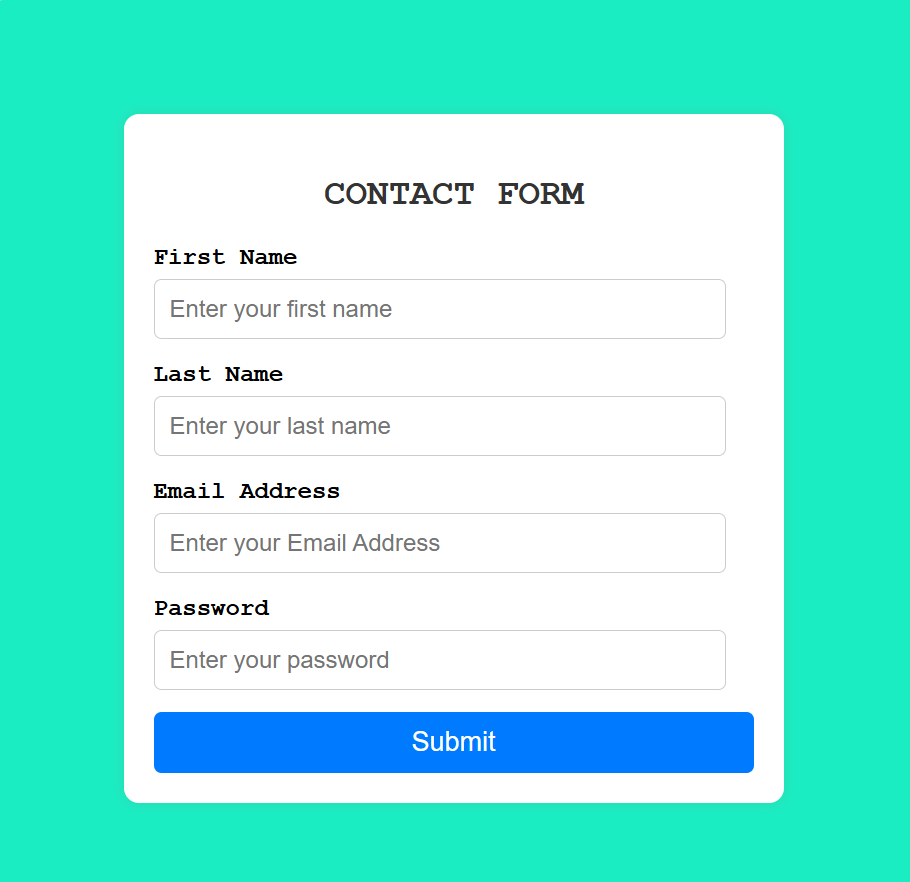 CONTACT FORM
First Name
Enter your first name
Last Name
Enter your last name
Email Address
Enter your Email Address
Password
Enter your password
Submit